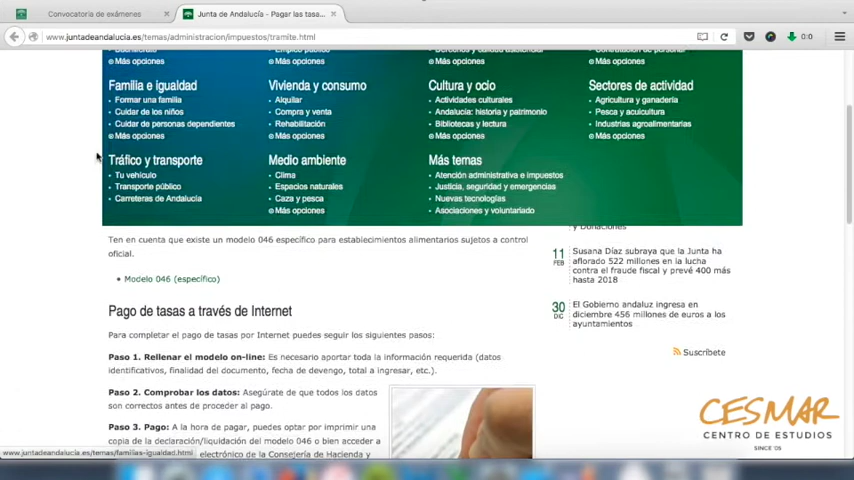 Convocatoria de exámenes
Junta de Andalucía - Pagar las tasa...
www.juntadeandalucia.es/temas/administracion/impuestos/tramite.html
0:0
Más opciones
Más opciones
Más opciones
Más opciones
Familia e igualdad
Formar una familia
Cuidar de los niños
Cuidar de personas dependientes
Más opciones
Vivienda y consumo
Alquilar
Compra y venta
Rehabilitación
Más opciones
Cultura y ocio
Actividades culturales
Andalucía: historia y patrimonio
Bibliotecas y lectura
Más opciones
Sectores de actividad
Agricultura y ganadería
Pesca y acuicultura
Industrias agroalimentarias
Más opciones
Tráfico y transporte
Tu vehículo
Transporte público
Carreteras de Andalucía
Medio ambiente
Clima
Espacios naturales
Caza y pesca
Más opciones
Más temas
Atención administrativa e impuestos
Justicia, seguridad y emergencias
Nuevas tecnologías
Asociaciones y voluntariado
Ten en cuenta que existe un modelo 046 específico para establecimientos alimentarios sujetos a control
oficial.
Modelo 046 (específico)
Pago de tasas a través de Internet
Para completar el pago de tasas por Internet puedes seguir los siguientes pasos:
Paso 1. Rellenar el modelo on-line: Es necesario aportar toda la información requerida (datos
identificativos, finalidad del documento, fecha de devengo, total a ingresar, etc.).
Paso 2. Comprobar los datos: Asegúrate de que todos los datos
son correctos antes de proceder al pago.
Paso 3. Pago: A la hora de pagar, puedes optar por imprimir una
copia de la declaración/liquidación del modelo 046 o bien acceder a
electrónico de la Consejería de Hacienda y
y Donaciones
11
FEB
Susana Díaz subraya que la Junta ha
aflorado 522 millones en la lucha
contra el fraude fiscal y prevé 400 más
hasta 2018
30
DIC
El Gobierno andaluz ingresa en
diciembre 456 millones de euros a los
ayuntamientos
Suscríbete
CESMAR
CENTRO DE ESTUDIOS
SINCE '05
www.juntadeandalucia.es/temas/familias-igualdad.html